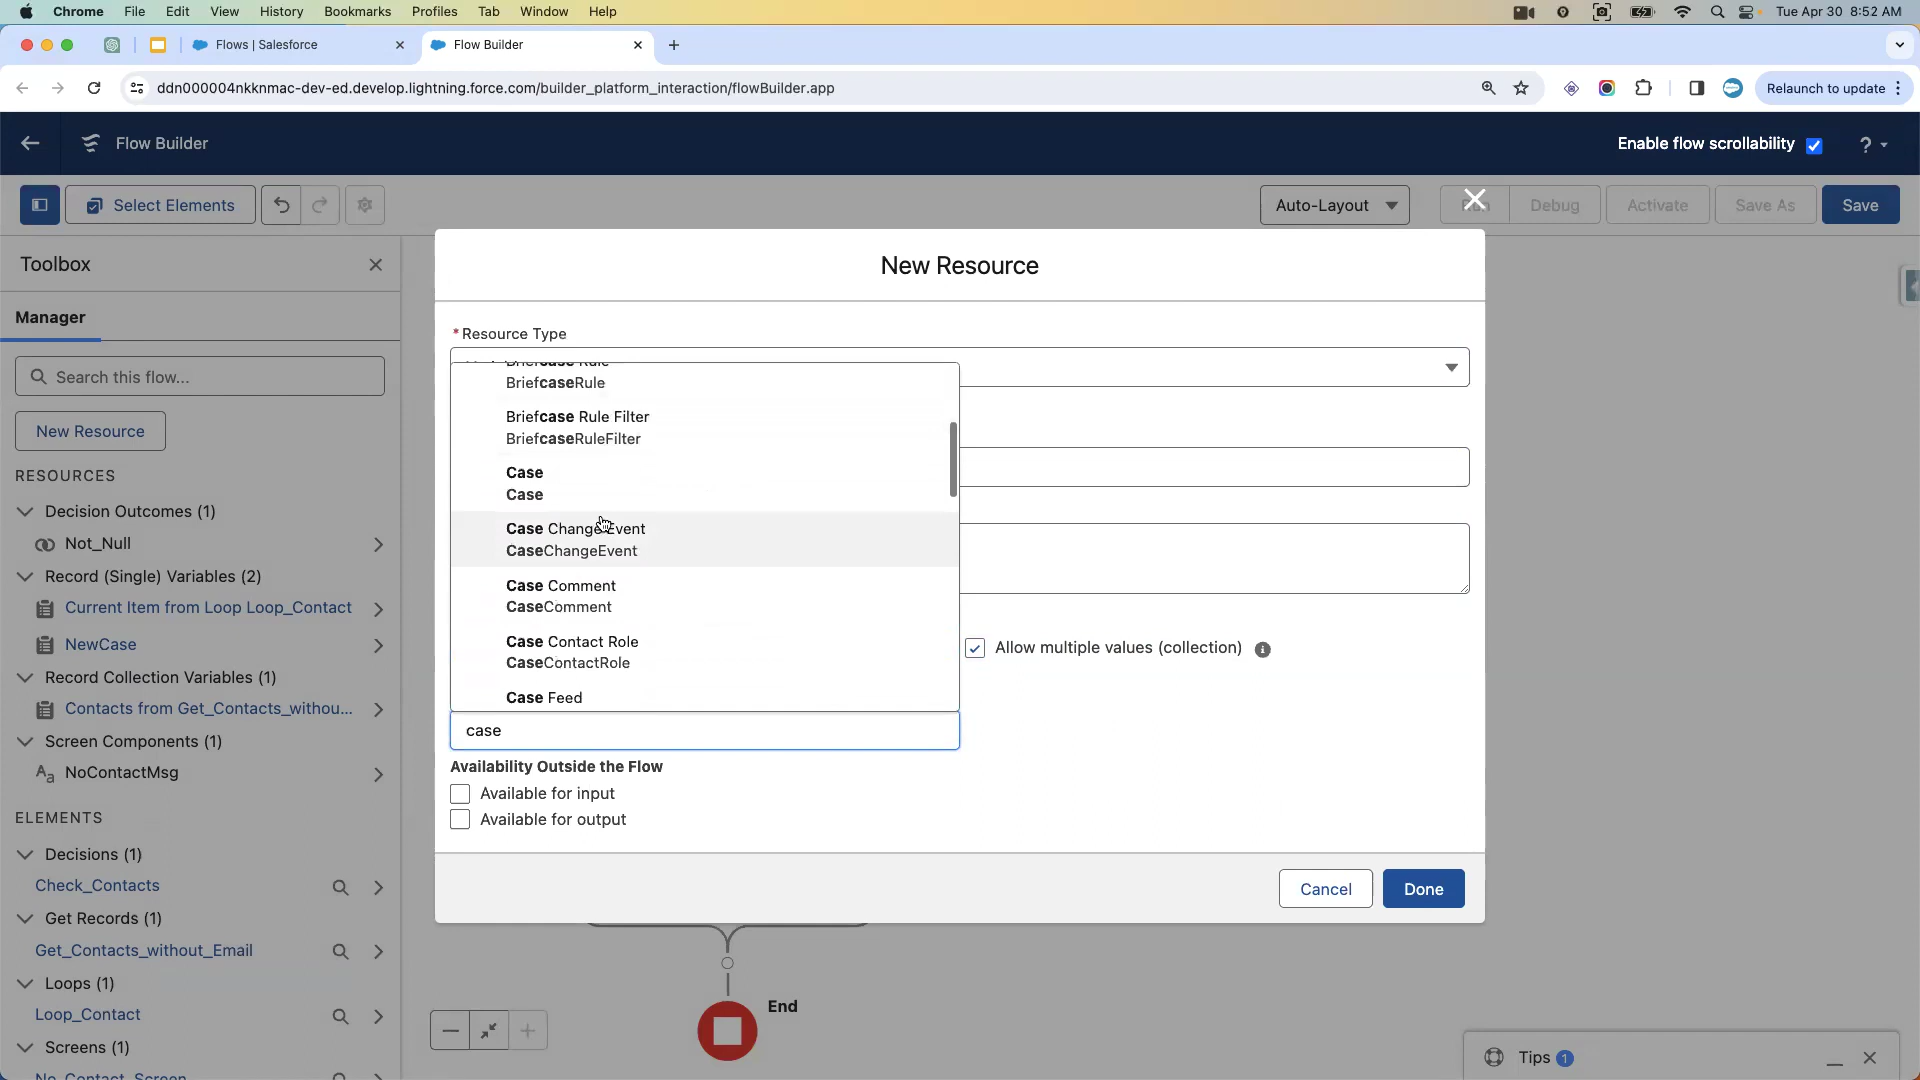 Chrome File Edit View History Bookmarks Profiles Tab Window Help Tue Apr 30 8:52 AM
Flows | Salesforce Flow Builder
ddn000004nkknmac-dev-ed.develop.lightning.force.com/builder_platform_interaction/flowBuilder.app Relaunch to update
Flow Builder Enable flow scrollability ?
Select Elements Auto-Layout Debug Activate Save As Save
Toolbox
Manager
Search this flow...
New Resource
RESOURCES
Decision Outcomes (1)
Not_Null
Record (Single) Variables (2)
Current Item from Loop Loop_Contact
NewCase
Record Collection Variables (1)
Contacts from Get_Contacts_withou...
Screen Components (1)
NoContactMsg
ELEMENTS
Decisions (1)
Check_Contacts
Get Records (1)
Get_Contacts_without_Email
Loops (1)
Loop_Contact
Screens (1)
No_Contact_Screen
New Resource
* Resource Type
Briefcase Rule
BriefcaseRule
Briefcase Rule Filter
BriefcaseRuleFilter
Case
Case
Case Change Event
CaseChangeEvent
Case Comment
CaseComment
Case Contact Role
CaseContactRole
Case Feed
case
Allow multiple values (collection)
Availability Outside the Flow
Available for input
Available for output
Cancel Done
End
Tips 1